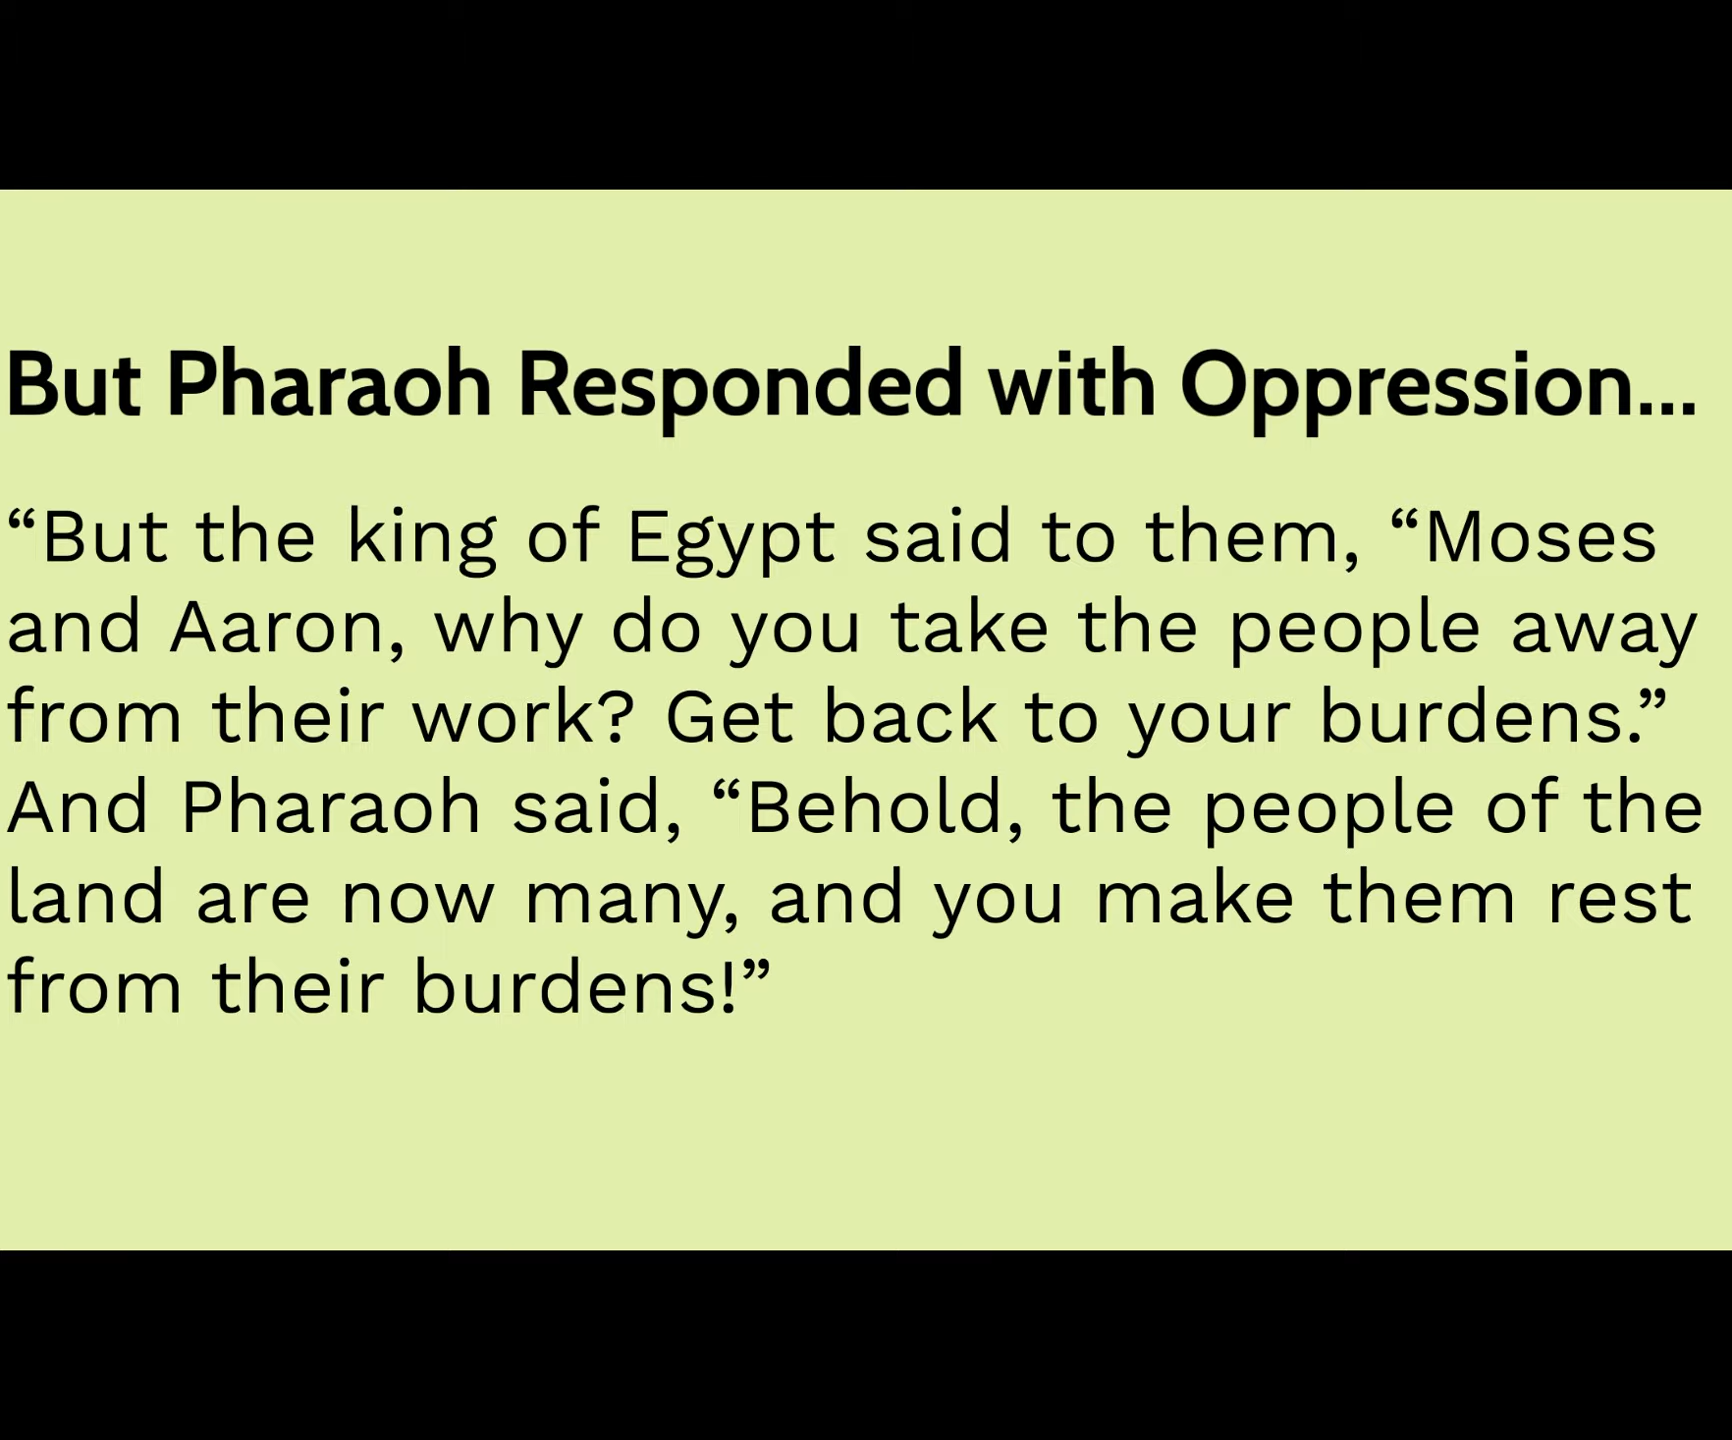 But Pharaoh Responded with Oppression...
“But the king of Egypt said to them, “Moses
and Aaron, why do you take the people away
from their work? Get back to your burdens.”
And Pharaoh said, “Behold, the people of the
land are now many, and you make them rest
from their burdens!”